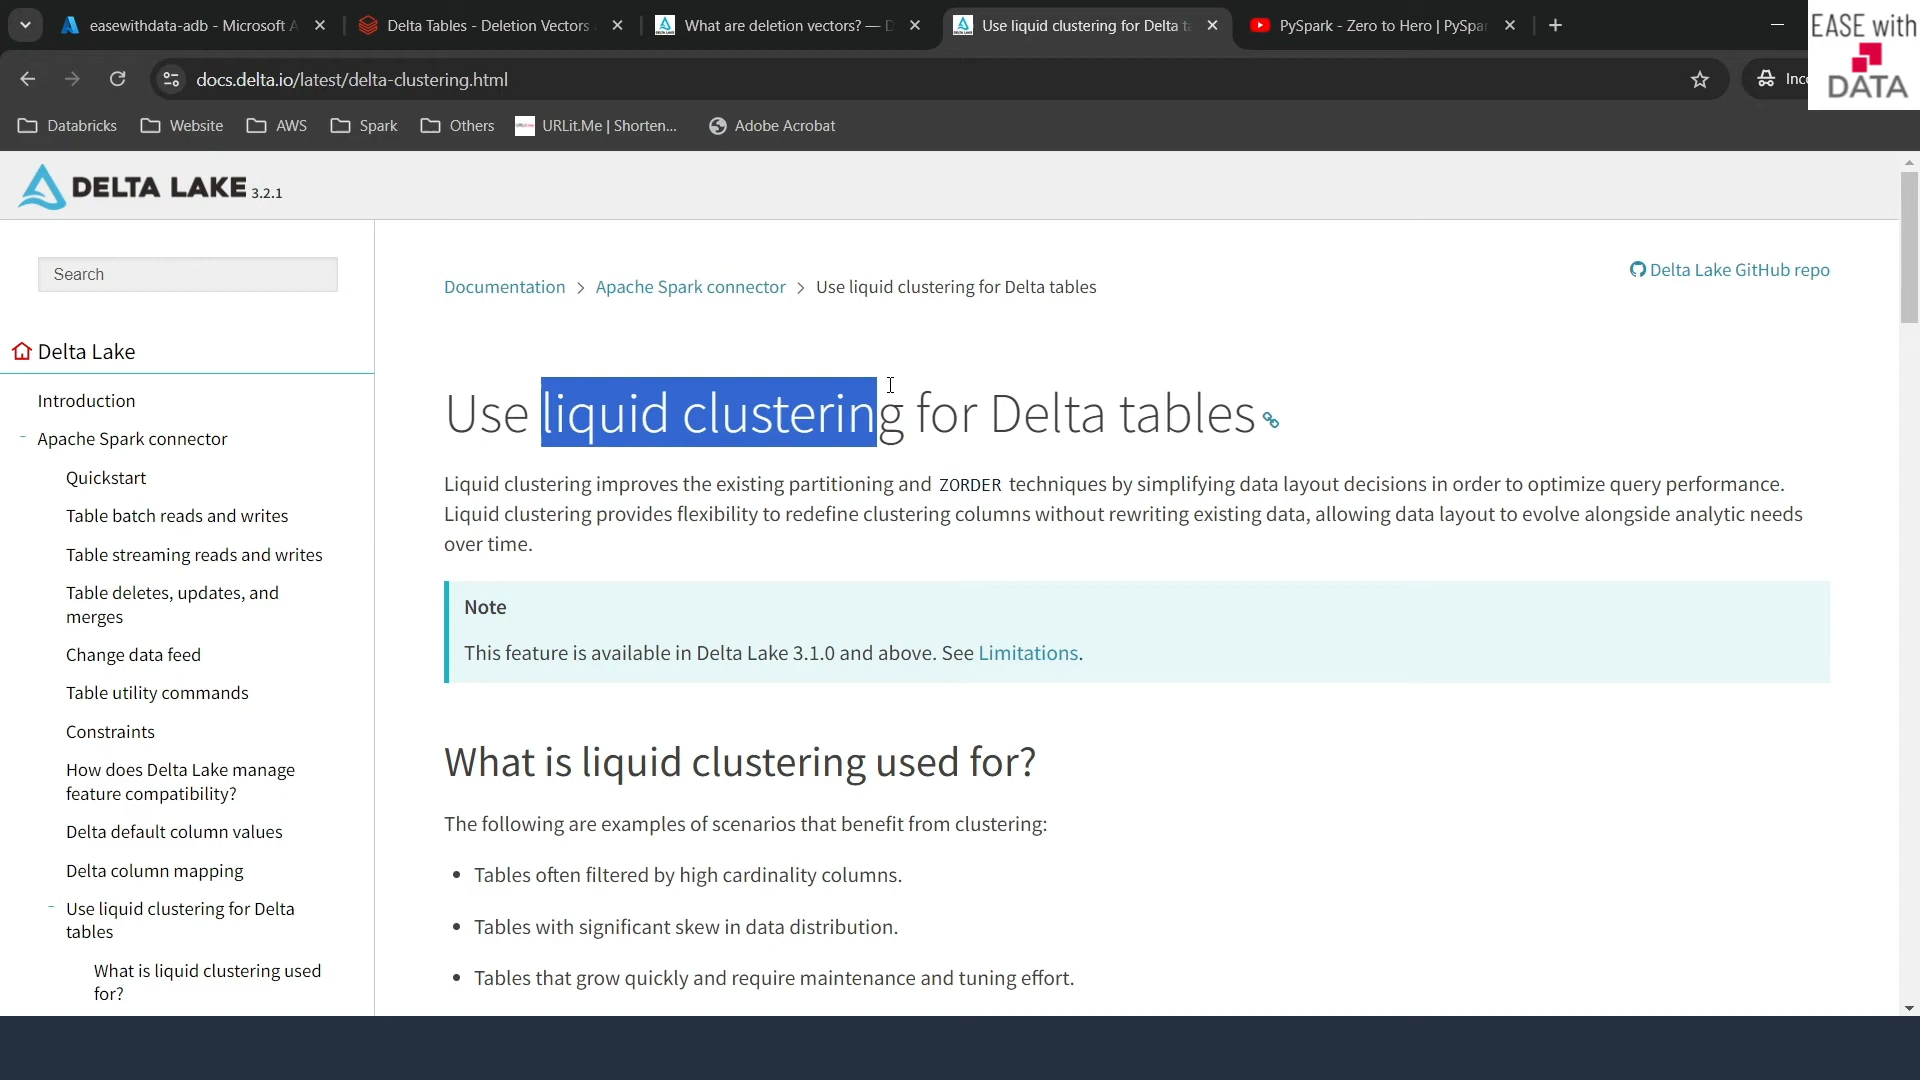 easewithdata-adb - Microsoft A
Delta Tables - Deletion Vectors
What are deletion vectors? — D
Use liquid clustering for Delta ta
PySpark - Zero to Hero | PySpar
EASE with
DATA
docs.delta.io/latest/delta-clustering.html
Inc
Databricks
Website
AWS
Spark
Others
URLit.Me | Shorten...
Adobe Acrobat
DELTA LAKE 3.2.1
Search
Documentation > Apache Spark connector > Use liquid clustering for Delta tables
Delta Lake GitHub repo
Delta Lake
Introduction
Apache Spark connector
Quickstart
Table batch reads and writes
Table streaming reads and writes
Table deletes, updates, and
merges
Change data feed
Table utility commands
Constraints
How does Delta Lake manage
feature compatibility?
Delta default column values
Delta column mapping
Use liquid clustering for Delta
tables
What is liquid clustering used
for?
Use liquid clustering for Delta tables
Liquid clustering improves the existing partitioning and ZORDER techniques by simplifying data layout decisions in order to optimize query performance.
Liquid clustering provides flexibility to redefine clustering columns without rewriting existing data, allowing data layout to evolve alongside analytic needs
over time.
Note
This feature is available in Delta Lake 3.1.0 and above. See Limitations.
What is liquid clustering used for?
The following are examples of scenarios that benefit from clustering:
• Tables often filtered by high cardinality columns.
• Tables with significant skew in data distribution.
• Tables that grow quickly and require maintenance and tuning effort.